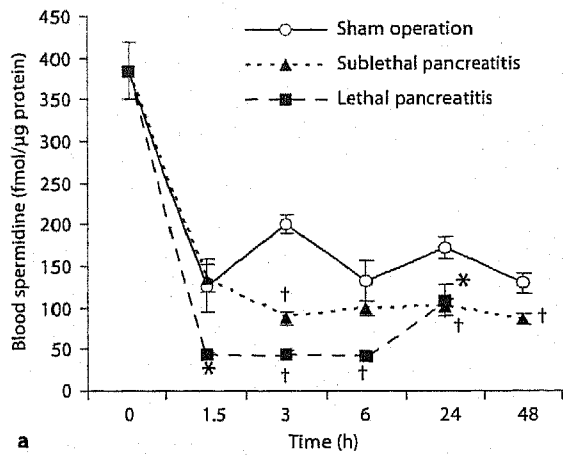 450
400
350
300
250
200
150
100
50
0
Blood spermidine (fmol/µg protein)
Sham operation
Sublethal pancreatitis
Lethal pancreatitis
†
*
*
†
†
†
†
0 1.5 3 6 24 48
Time (h)
a